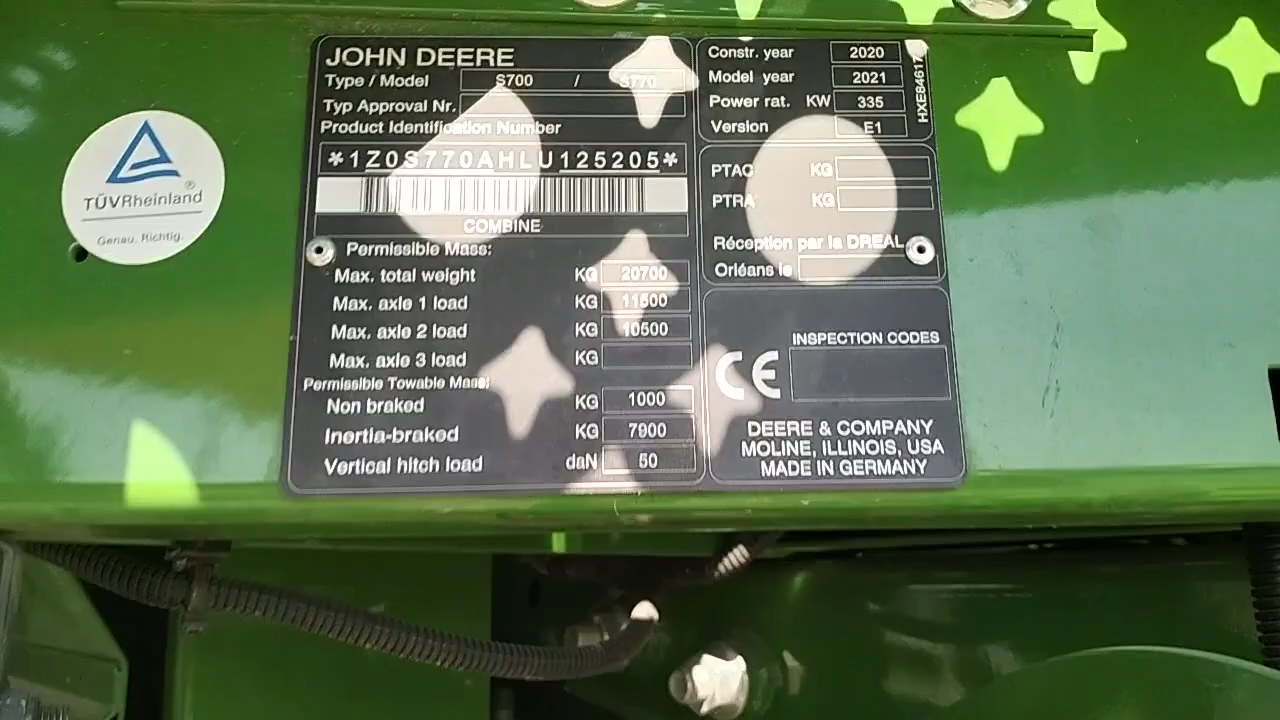 JOHN DEERE
Type / Model S700 / S770
Typ Approval Nr.
Product Identification Number
*1Z0S770AHLU125205*
COMBINE
Permissible Mass:
Max. total weight KG 20700
Max. axle 1 load KG 11500
Max. axle 2 load KG 10500
Max. axle 3 load KG
Permissible Towable Mass:
Non braked KG 1000
Inertia-braked KG 7900
Vertical hitch load daN 50
Constr. year 2020
Model year 2021
Power rat. KW 335
Version E1
HXE84617
PTAC KG
PTRA KG
Réception par la DREAL
Orléans le
INSPECTION CODES
CE
DEERE & COMPANY
MOLINE, ILLINOIS, USA
MADE IN GERMANY
TÜVRheinland®
Genau. Richtig.